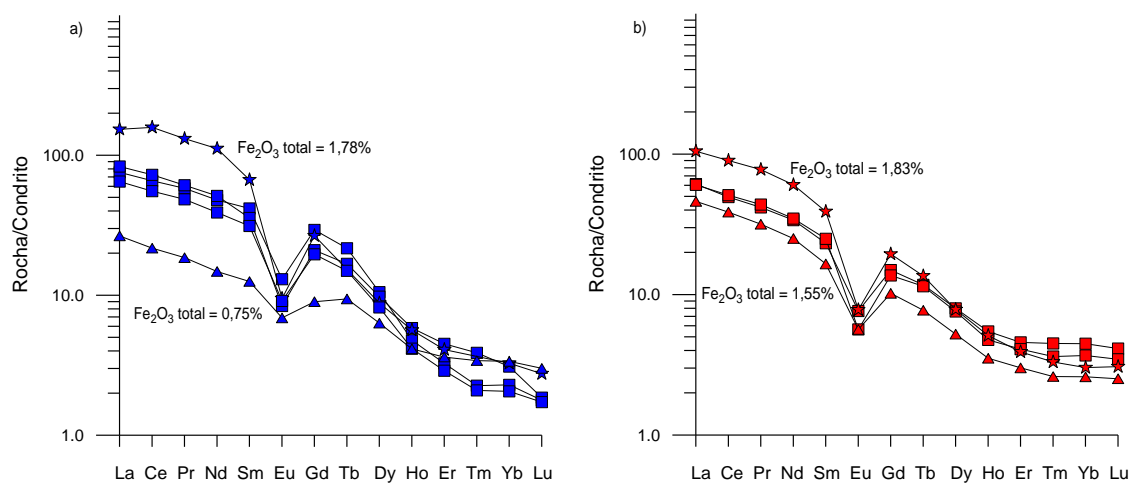 a)
Rocha/Condrito
100.0
10.0
1.0
Fe₂O₃ total = 1,78%
Fe₂O₃ total = 0,75%
La Ce Pr Nd Sm Eu Gd Tb Dy Ho Er Tm Yb Lu
b)
Rocha/Condrito
100.0
10.0
1.0
Fe₂O₃ total = 1,83%
Fe₂O₃ total = 1,55%
La Ce Pr Nd Sm Eu Gd Tb Dy Ho Er Tm Yb Lu